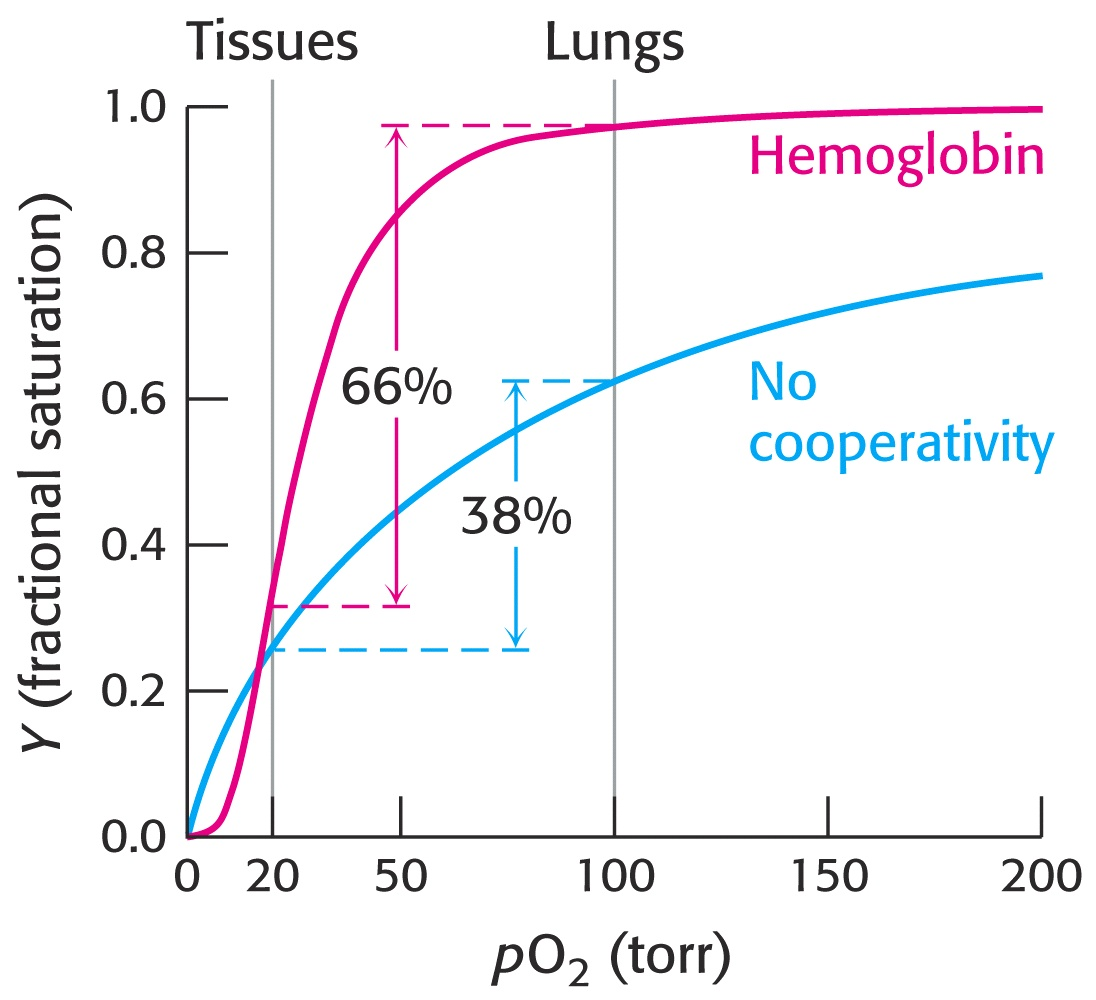 Tissues
Lungs
Y (fractional saturation)
1.0
0.8
0.6
0.4
0.2
0.0
Hemoglobin
66%
No
cooperativity
38%
0 20 50 100 150 200
pO₂ (torr)